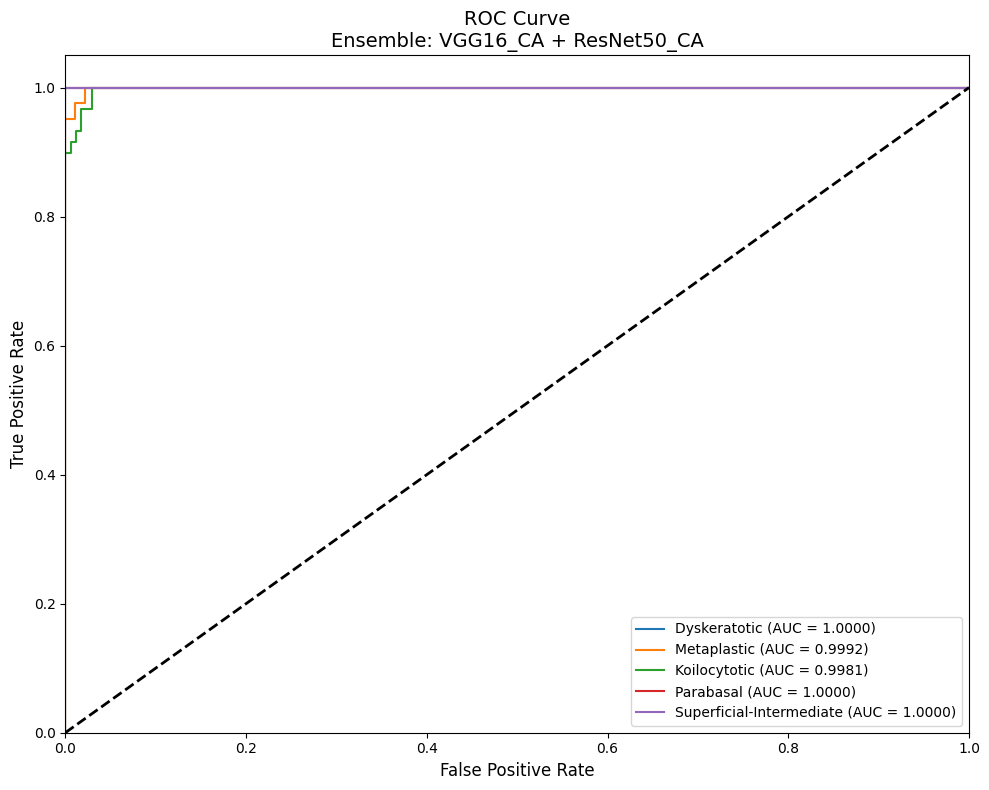 ROC Curve
Ensemble: VGG16_CA + ResNet50_CA
True Positive Rate
1.0
0.8
0.6
0.4
0.2
0.0
0.0 0.2 0.4 0.6 0.8 1.0
False Positive Rate
Dyskeratotic (AUC = 1.0000)
Metaplastic (AUC = 0.9992)
Koilocytotic (AUC = 0.9981)
Parabasal (AUC = 1.0000)
Superficial-Intermediate (AUC = 1.0000)